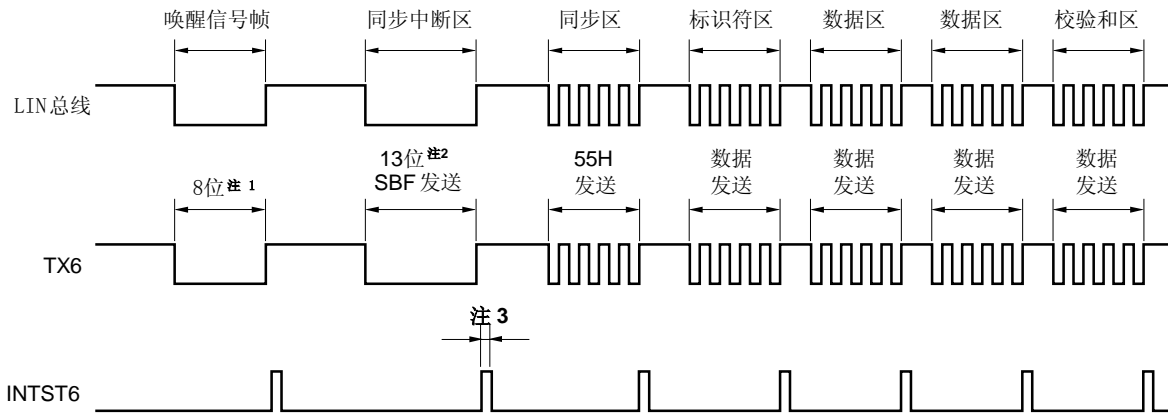 唤醒信号帧 同步中断区 同步区 标识符区 数据区 数据区 校验和区
LIN总线
8位注 1 13位注2 55H 数据 数据 数据 数据
SBF 发送 发送 发送 发送 发送 发送
TX6
注 3
INTST6